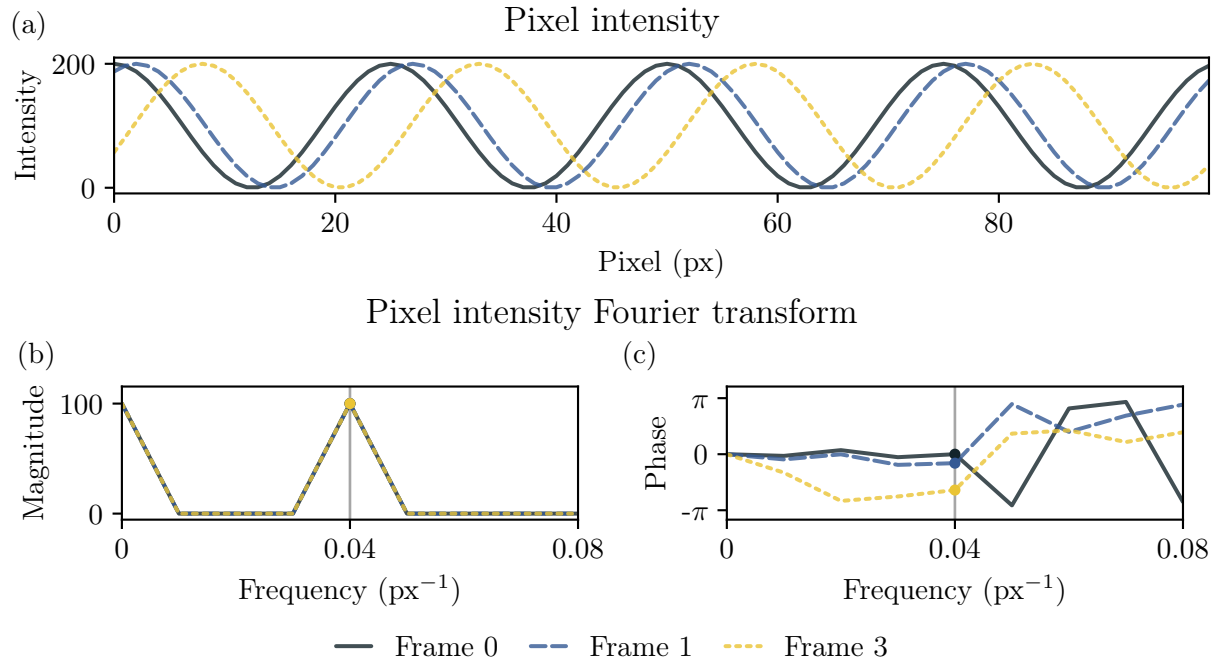 (a)
Pixel intensity
200
0
Intensity
0 20 40 60 80
Pixel (px)
Pixel intensity Fourier transform
(b)
100
0
Magnitude
0 0.04 0.08
Frequency (px⁻¹)
(c)
π
0
-π
Phase
0 0.04 0.08
Frequency (px⁻¹)
Frame 0 Frame 1 Frame 3